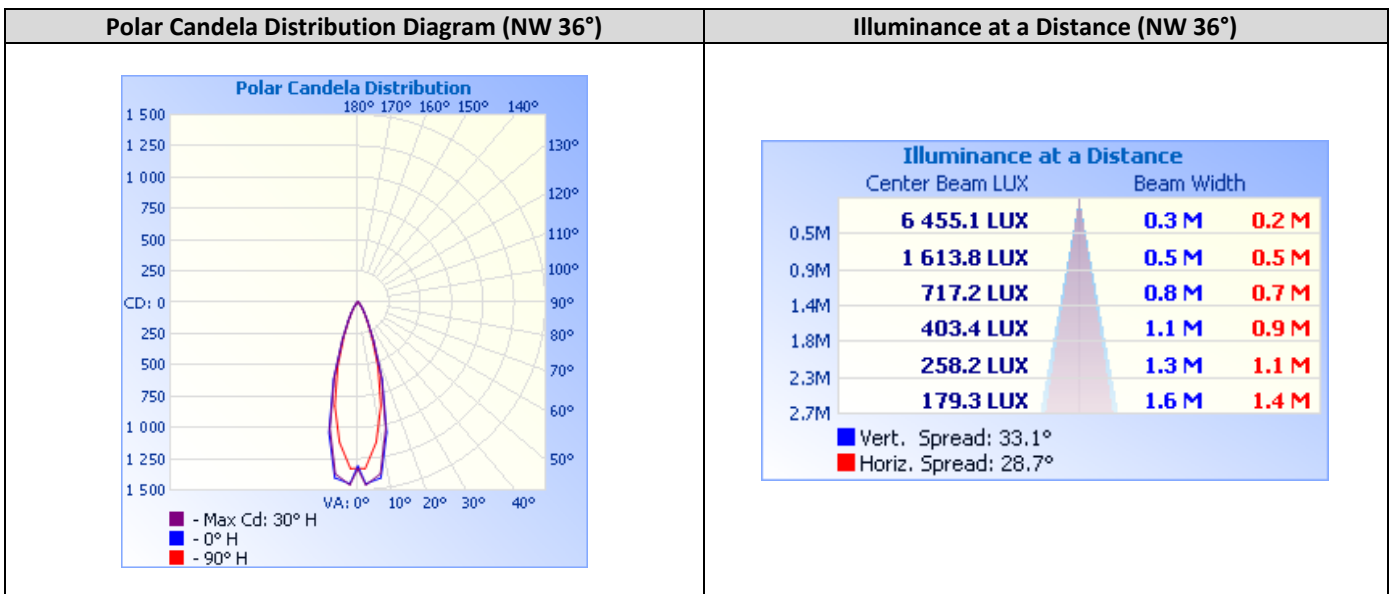 Polar Candela Distribution Diagram (NW 36°)
Illuminance at a Distance (NW 36°)
Polar Candela Distribution
180° 170° 160° 150° 140°
1 500
1 250
1 000
750
500
250
CD: 0
250
500
750
1 000
1 250
1 500
130°
120°
110°
100°
90°
80°
70°
60°
50°
VA: 0° 10° 20° 30° 40°
- Max Cd: 30° H
- 0° H
- 90° H
Illuminance at a Distance
Center Beam LUX Beam Width
0.5M 6 455.1 LUX 0.3 M 0.2 M
0.9M 1 613.8 LUX 0.5 M 0.5 M
1.4M 717.2 LUX 0.8 M 0.7 M
1.8M 403.4 LUX 1.1 M 0.9 M
2.3M 258.2 LUX 1.3 M 1.1 M
2.7M 179.3 LUX 1.6 M 1.4 M
Vert. Spread: 33.1°
Horiz. Spread: 28.7°